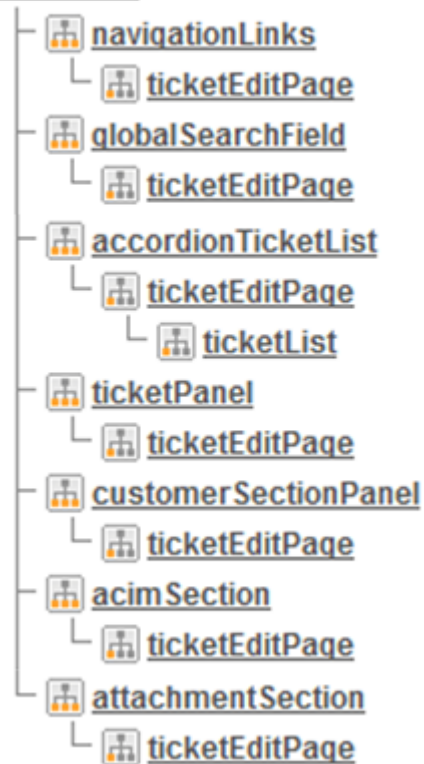 navigationLinks
ticketEditPage
globalSearchField
ticketEditPage
accordionTicketList
ticketEditPage
ticketList
ticketPanel
ticketEditPage
customerSectionPanel
ticketEditPage
acimSection
ticketEditPage
attachmentSection
ticketEditPage